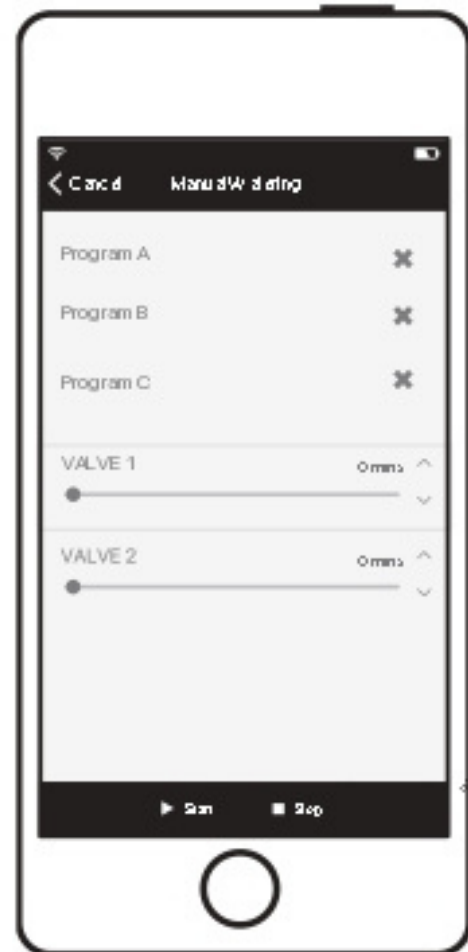 Cancel Manual Watering
Program A
Program B
Program C
VALVE 1 0 mins
VALVE 2 0 mins
Start Stop